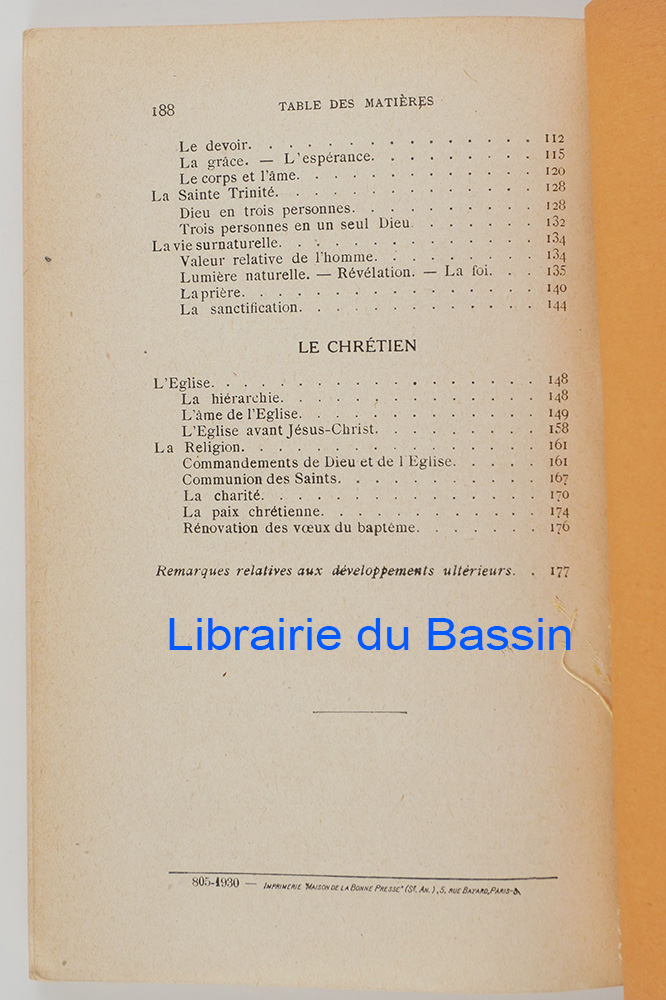 188 TABLE DES MATIÈRES
Le devoir. . . . . . . . . . . . . . . . 112
La grâce. — L'espérance. . . . . . . . . 115
Le corps et l'âme. . . . . . . . . . . . . 120
La Sainte Trinité. . . . . . . . . . . . . . 128
Dieu en trois personnes. . . . . . . . . . 128
Trois personnes en un seul Dieu . . . . . . 132
La vie surnaturelle. . . . . . . . . . . . . . 134
Valeur relative de l'homme. . . . . . . . . 134
Lumière naturelle. — Révélation. — La foi. . . 135
La prière. . . . . . . . . . . . . . . . 140
La sanctification. . . . . . . . . . . . . 144
LE CHRÉTIEN
L'Eglise. . . . . . . . . . . . . . . . . . 148
La hiérarchie. . . . . . . . . . . . . . 148
L'âme de l'Eglise. . . . . . . . . . . . . 149
L'Eglise avant Jésus-Christ. . . . . . . . . 158
La Religion. . . . . . . . . . . . . . . . 161
Commandements de Dieu et de l Eglise. . . . . 161
Communion des Saints. . . . . . . . . . . 167
La charité. . . . . . . . . . . . . . . 170
La paix chrétienne. . . . . . . . . . . . 174
Rénovation des vœux du baptême. . . . . . . 176
Remarques relatives aux développements ultérieurs. . 177
Librairie du Bassin
805-1930 — IMPRIMERIE "MAISON DE LA BONNE PRESSE" (Sté. AN.), 5, RUE BAYARD, PARIS-8.